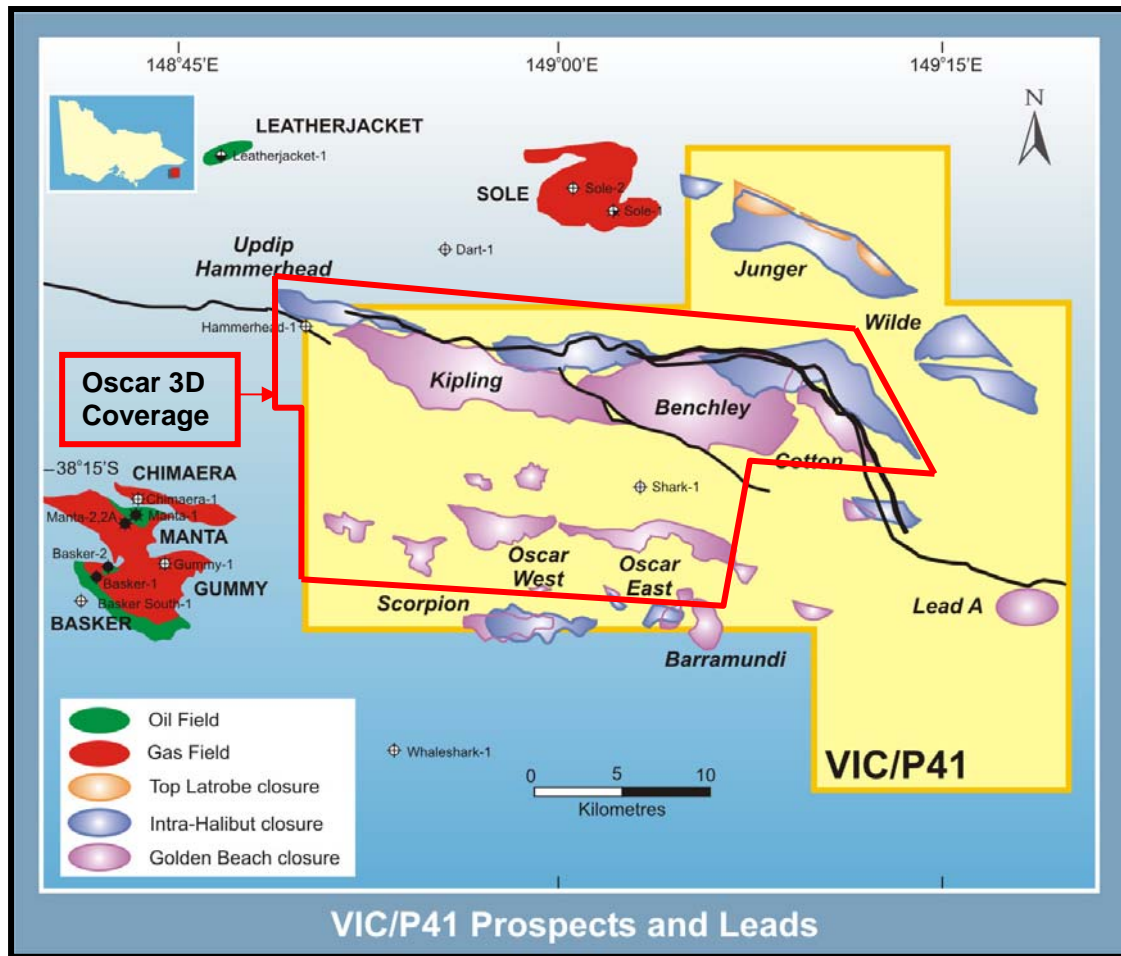 148°45'E
149°00'E
149°15'E
N
LEATHERJACKET
Leatherjacket-1
SOLE
Sole-2
Sole-1
Updip
Hammerhead
Dart-1
Junger
Hammerhead-1
Wilde
Oscar 3D
Coverage
Kipling
Benchley
Cotton
–38°15'S
CHIMAERA
Chimaera-1
Manta-2,2A
Manta-1
MANTA
Shark-1
Basker-2
Gummy-1
Basker-1
GUMMY
Basker South-1
BASKER
Oscar
West
Oscar
East
Scorpion
Lead A
Barramundi
Oil Field
Gas Field
Top Latrobe closure
Intra-Halibut closure
Golden Beach closure
Whaleshark-1
0
5
10
Kilometres
VIC/P41
VIC/P41 Prospects and Leads